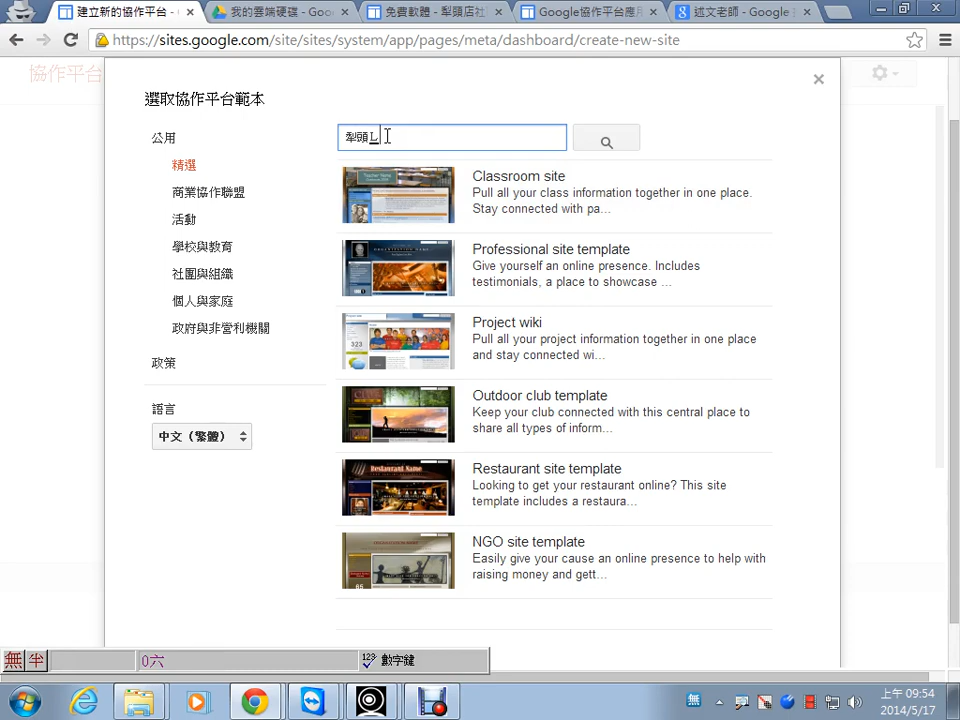 建立新的協作平台 -
我的雲端硬碟 - Goo
免費軟體 - 犁頭店社
Google協作平台應
述文老師 - Google
https://sites.google.com/site/sites/system/app/pages/meta/dashboard/create-new-site
協作平台
選取協作平台範本
公用
精選
商業協作聯盟
活動
學校與教育
社團與組織
個人與家庭
政府與非營利機關
政策
語言
中文（繁體）
犁頭ㄴ
Classroom site
Pull all your class information together in one place.
Stay connected with pa...
Professional site template
Give yourself an online presence. Includes
testimonials, a place to showcase ...
Project wiki
Pull all your project information together in one place
and stay connected wi...
Outdoor club template
Keep your club connected with this central place to
share all types of inform...
Restaurant site template
Looking to get your restaurant online? This site
template includes a restaura...
NGO site template
Easily give your cause an online presence to help with
raising money and gett...
無 半
0六
123 數字鍵
無
上午 09:54
2014/5/17